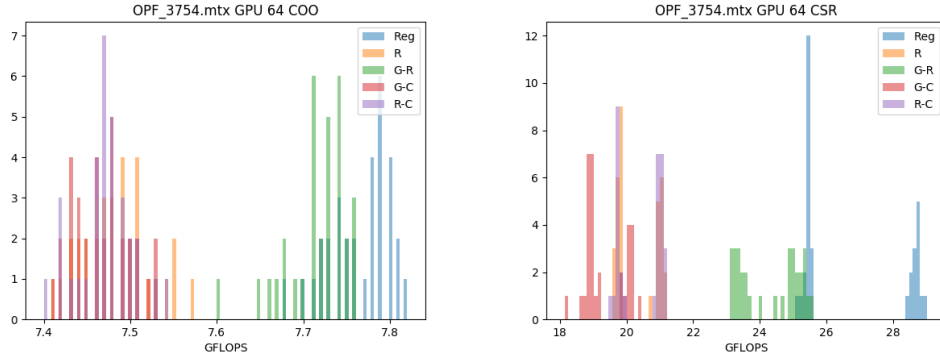 OPF_3754.mtx GPU 64 COO
7
6
5
4
3
2
1
0
7.4
7.5
7.6
7.7
7.8
GFLOPS
Reg
R
G-R
G-C
R-C
OPF_3754.mtx GPU 64 CSR
12
10
8
6
4
2
0
18
20
22
24
26
28
GFLOPS
Reg
R
G-R
G-C
R-C